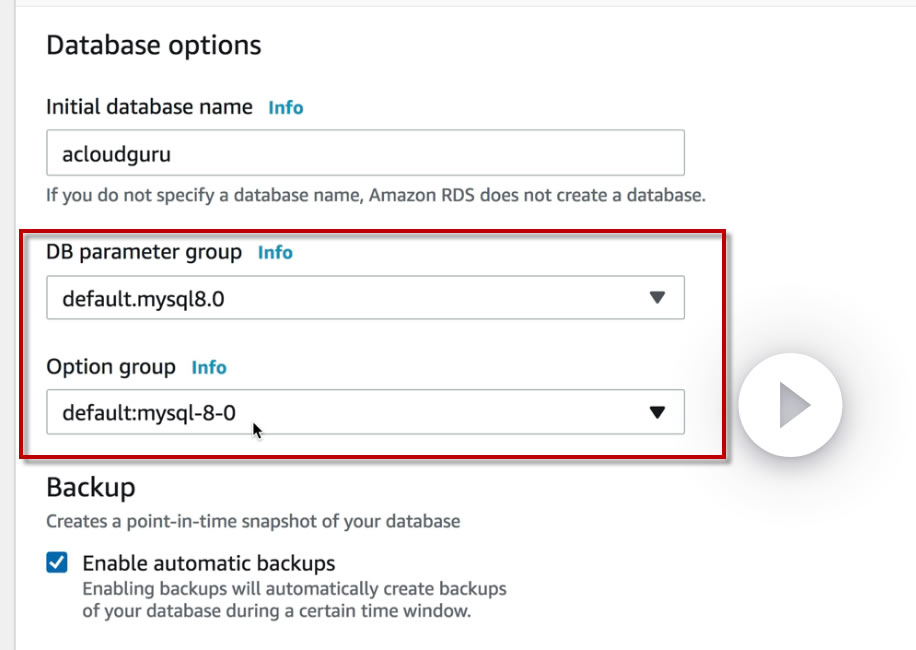 Database options
Initial database name Info
acloudguru
If you do not specify a database name, Amazon RDS does not create a database.
DB parameter group Info
default.mysql8.0
Option group Info
default:mysql-8-0
Backup
Creates a point-in-time snapshot of your database
Enable automatic backups
Enabling backups will automatically create backups
of your database during a certain time window.